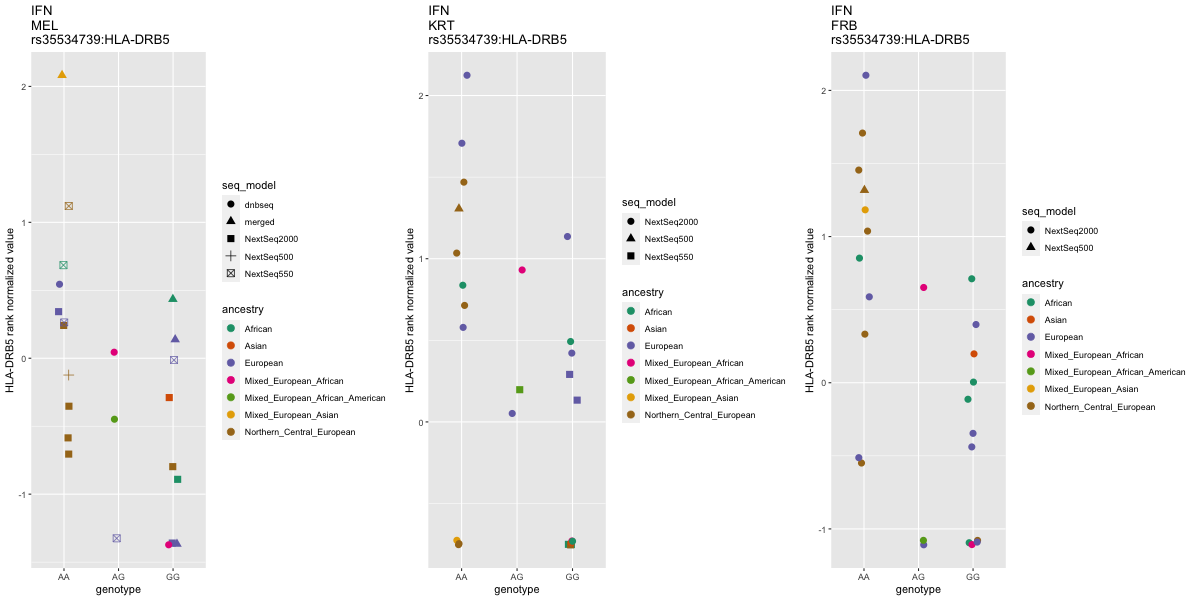 IFN
MEL
rs35534739:HLA-DRB5
HLA-DRB5 rank normalized value
2
1
0
-1
AA
AG
GG
genotype
seq_model
dnbseq
merged
NextSeq2000
NextSeq500
NextSeq550
ancestry
African
Asian
European
Mixed_European_African
Mixed_European_African_American
Mixed_European_Asian
Northern_Central_European
IFN
KRT
rs35534739:HLA-DRB5
HLA-DRB5 rank normalized value
2
1
0
AA
AG
GG
genotype
seq_model
NextSeq2000
NextSeq500
NextSeq550
ancestry
African
Asian
European
Mixed_European_African
Mixed_European_African_American
Mixed_European_Asian
Northern_Central_European
IFN
FRB
rs35534739:HLA-DRB5
HLA-DRB5 rank normalized value
2
1
0
-1
AA
AG
GG
genotype
seq_model
NextSeq2000
NextSeq500
ancestry
African
Asian
European
Mixed_European_African
Mixed_European_African_American
Mixed_European_Asian
Northern_Central_European